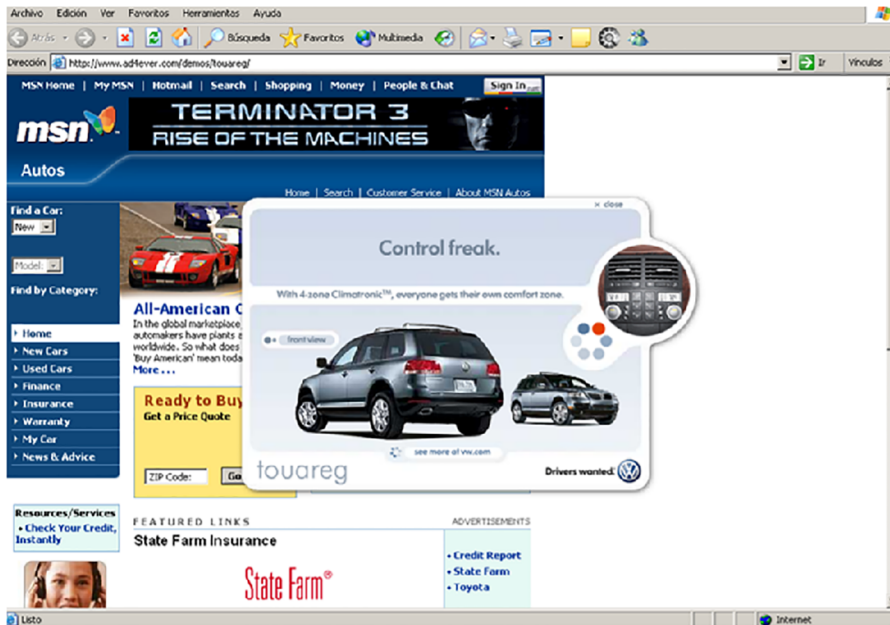 Archivo Edición Ver Favoritos Herramientas Ayuda
Atrás Búsqueda Favoritos Multimedia
Dirección http://www.ad4ever.com/demos/touareg/ Ir Vínculos
MSN Home | My MSN | Hotmail | Search | Shopping | Money | People & Chat Sign In .net
msn
TERMINATOR 3
RISE OF THE MACHINES
Autos
Home | Search | Customer Service | About MSN Autos
Find a Car:
New
Model:
Find by Category:
Home
New Cars
Used Cars
Finance
Insurance
Warranty
My Car
News & Advice
All-American C
In the global marketplace
automakers have plants a
worldwide. So what does
'Buy American' mean toda
More . . .
Ready to Buy
Get a Price Quote
ZIP Code: Go
× close
Control freak.
With 4-zone Climatronic™, everyone gets their own comfort zone.
front view
see more at vw.com
touareg
Drivers wanted.
Resources/Services
• Check Your Credit,
Instantly
FEATURED LINKS
State Farm Insurance
State Farm®
ADVERTISEMENTS
• Credit Report
• State Farm
• Toyota
Listo Internet